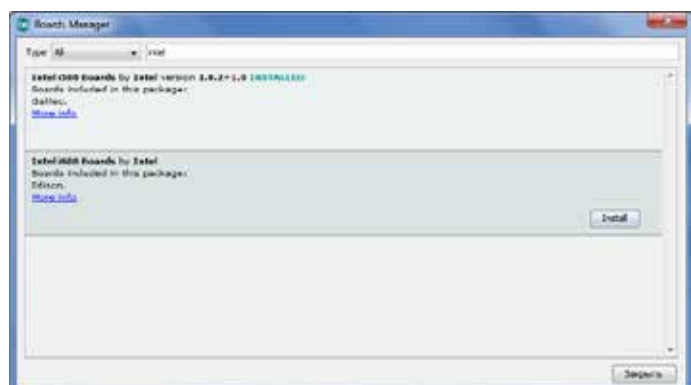 Boards Manager
Type All intel
Intel i586 Boards by Intel version 1.6.2+1.0 INSTALLED
Boards included in this package:
Galileo.
More info
Intel i686 Boards by Intel
Boards included in this package:
Edison.
More info
Install
Закрыть